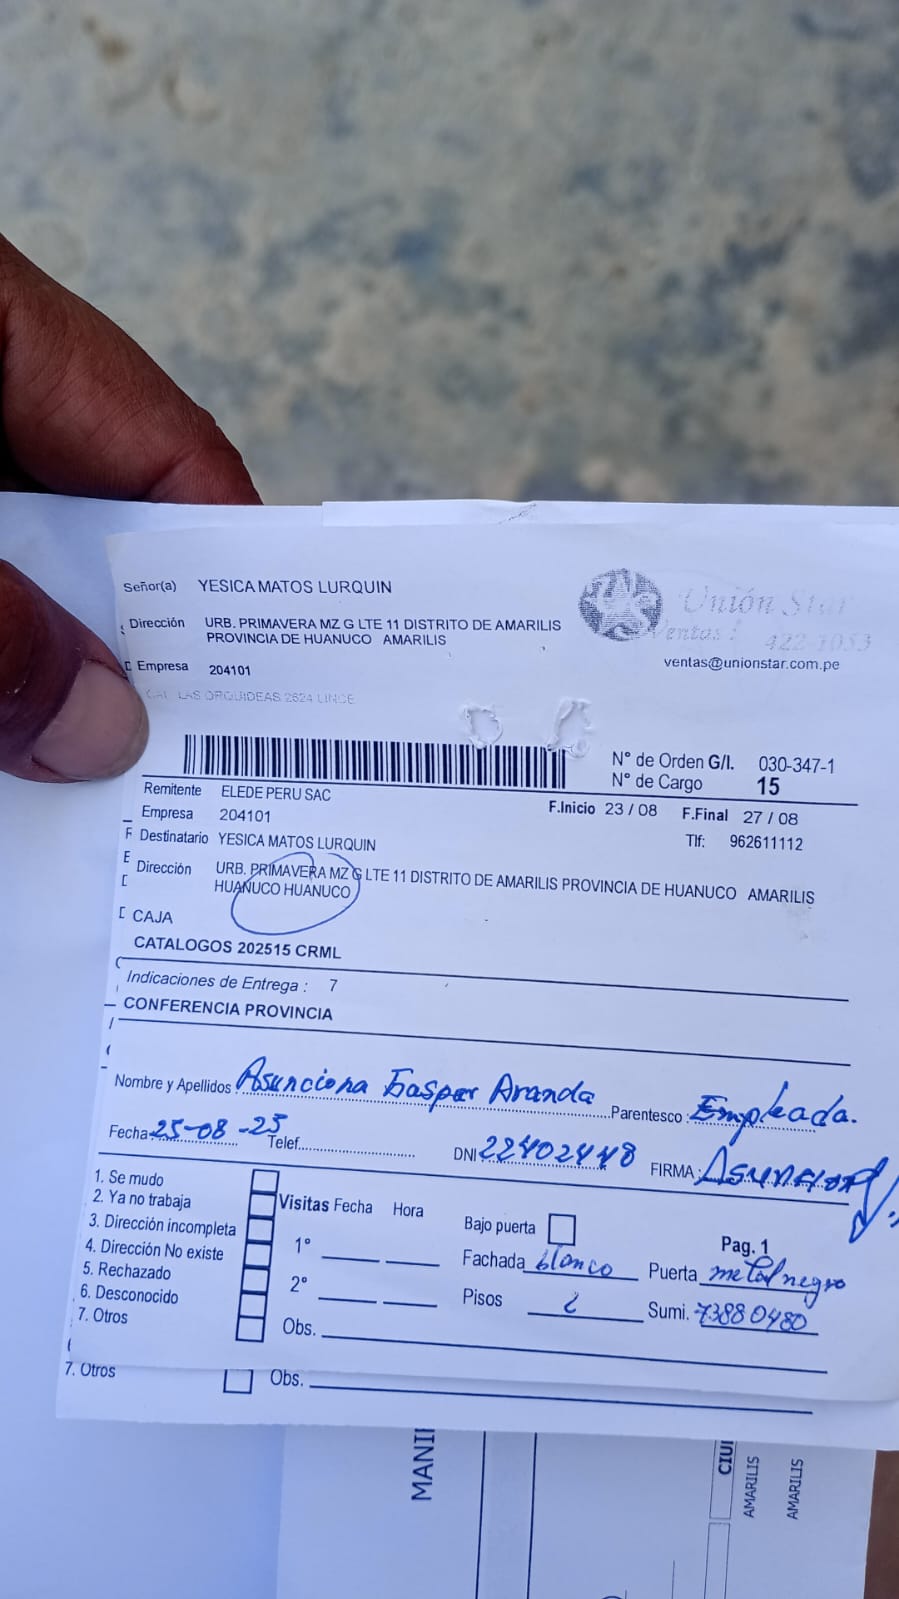 Señor(a) YESICA MATOS LURQUIN
Dirección URB. PRIMAVERA MZ G LTE 11 DISTRITO DE AMARILIS
PROVINCIA DE HUANUCO AMARILIS
Empresa 204101
CAL LAS ORQUIDEAS 2624 LINCE
Unión Star
Ventas: 422-1053
ventas@unionstar.com.pe
N° de Orden G/I. 030-347-1
N° de Cargo 15
Remitente ELEDE PERU SAC
F.Inicio 23 / 08 F.Final 27 / 08
Empresa 204101
Tlf: 962611112
Destinatario YESICA MATOS LURQUIN
Dirección URB. PRIMAVERA MZ G LTE 11 DISTRITO DE AMARILIS PROVINCIA DE HUANUCO AMARILIS
HUANUCO HUANUCO
CAJA
CATALOGOS 202515 CRML
Indicaciones de Entrega : 7
CONFERENCIA PROVINCIA
Nombre y Apellidos Asunciona Gaspar Aranda Parentesco : Empleada.
Fecha 25-08-25 Telef. DNI 22402448 FIRMA:
1. Se mudo
2. Ya no trabaja
3. Dirección incompleta
4. Dirección No existe
5. Rechazado
6. Desconocido
7. Otros
Visitas Fecha Hora
1°
2°
Obs.
Bajo puerta
Pag. 1
Fachada blanco Puerta metal negro
Pisos 2 Sumi. 73880480
7. Otros Obs.
MANI
CIU
AMARILIS
AMARILIS